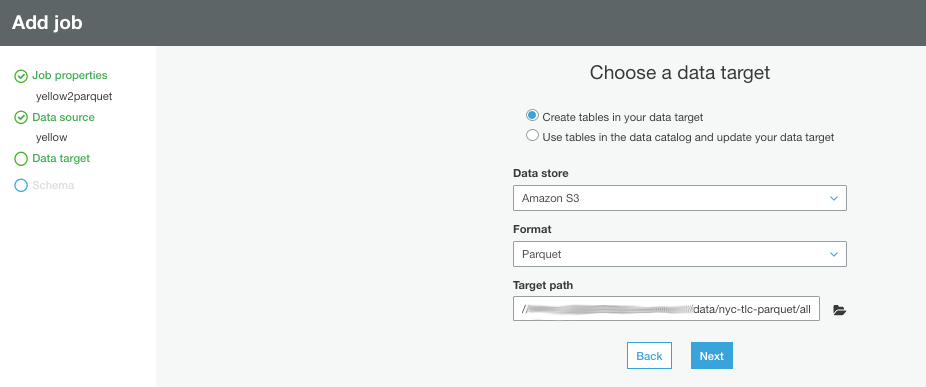 Add job
Job properties
yellow2parquet
Data source
yellow
Data target
Schema
Choose a data target
Create tables in your data target
Use tables in the data catalog and update your data target
Data store
Amazon S3
Format
Parquet
Target path
// /data/nyc-tlc-parquet/all
Back Next